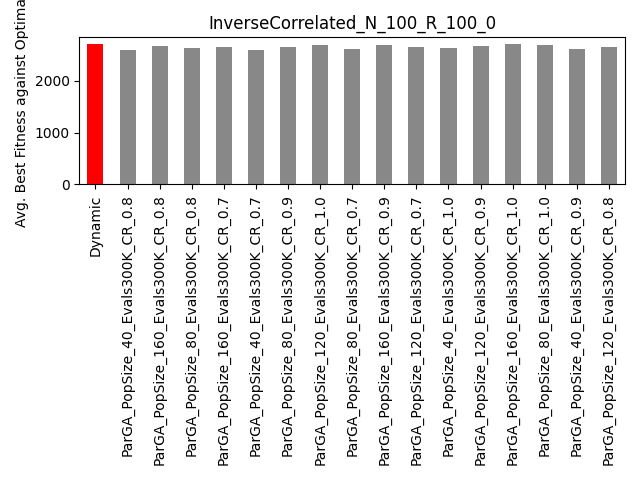 InverseCorrelated_N_100_R_100_0
Avg. Best Fitness against Optima
2000
1000
0
Dynamic
ParGA_PopSize_40_Evals300K_CR_0.8
ParGA_PopSize_160_Evals300K_CR_0.8
ParGA_PopSize_80_Evals300K_CR_0.8
ParGA_PopSize_160_Evals300K_CR_0.7
ParGA_PopSize_40_Evals300K_CR_0.7
ParGA_PopSize_80_Evals300K_CR_0.9
ParGA_PopSize_120_Evals300K_CR_1.0
ParGA_PopSize_80_Evals300K_CR_0.7
ParGA_PopSize_160_Evals300K_CR_0.9
ParGA_PopSize_120_Evals300K_CR_0.7
ParGA_PopSize_40_Evals300K_CR_1.0
ParGA_PopSize_120_Evals300K_CR_0.9
ParGA_PopSize_160_Evals300K_CR_1.0
ParGA_PopSize_80_Evals300K_CR_1.0
ParGA_PopSize_40_Evals300K_CR_0.9
ParGA_PopSize_120_Evals300K_CR_0.8